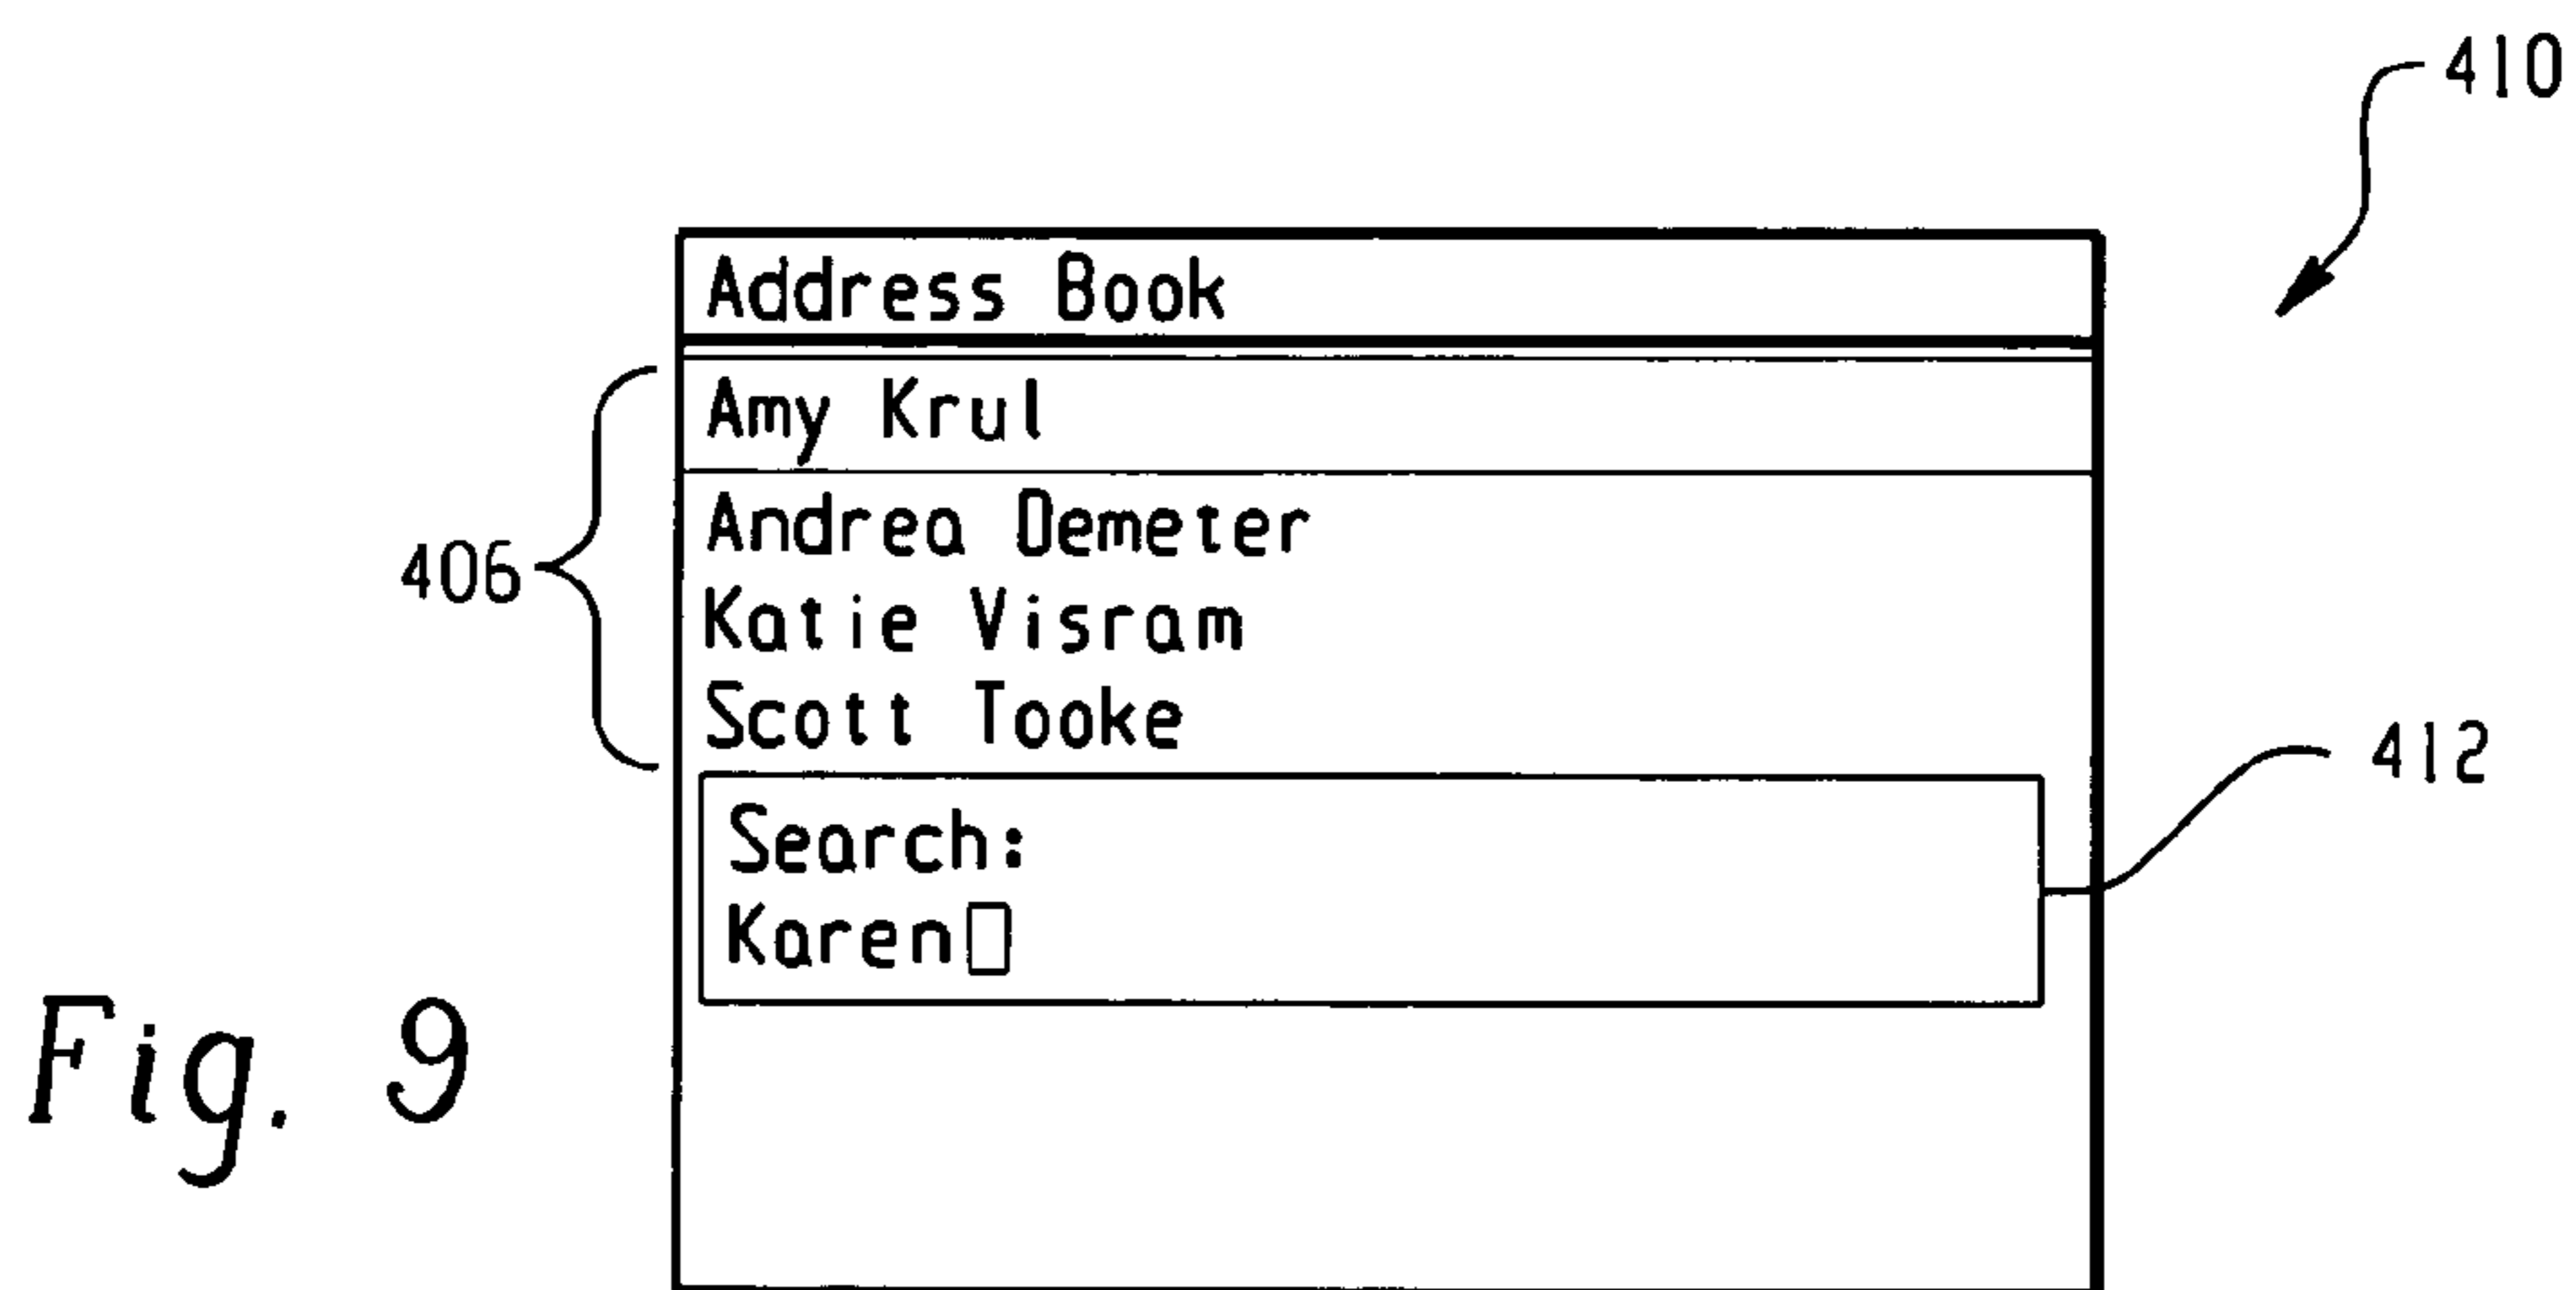 410
Address Book
Amy Krul
Andrea Demeter
406
Katie Visram
Scott Tooke
412
Search:
Karen
Fig. 9